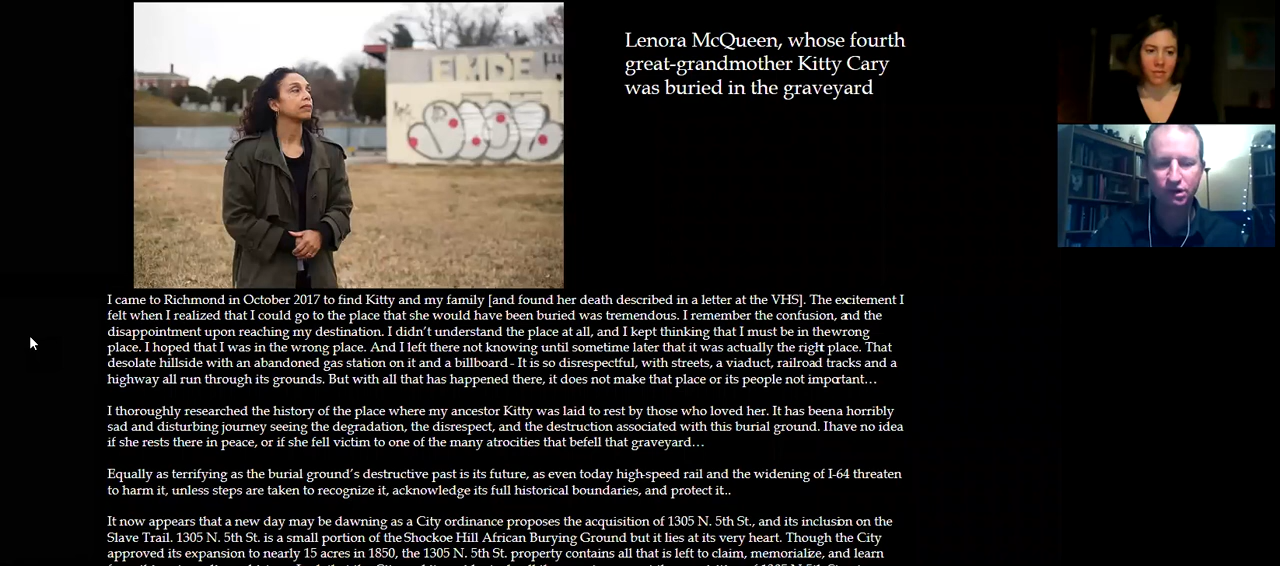 EMDE
Lenora McQueen, whose fourth
great-grandmother Kitty Cary
was buried in the graveyard
I came to Richmond in October 2017 to find Kitty and my family [and found her death described in a letter at the VHS]. The excitement I
felt when I realized that I could go to the place that she would have been buried was tremendous. I remember the confusion, and the
disappointment upon reaching my destination. I didn't understand the place at all, and I kept thinking that I must be in thewrong
place. I hoped that I was in the wrong place. And I left there not knowing until sometime later that it was actually the right place. That
desolate hillside with an abandoned gas station on it and a billboard - It is so disrespectful, with streets, a viaduct, railroad tracks and a
highway all run through its grounds. But with all that has happened there, it does not make that place or its people not important…
I thoroughly researched the history of the place where my ancestor Kitty was laid to rest by those who loved her. It has beena horribly
sad and disturbing journey seeing the degradation, the disrespect, and the destruction associated with this burial ground. Ihave no idea
if she rests there in peace, or if she fell victim to one of the many atrocities that befell that graveyard…
Equally as terrifying as the burial ground's destructive past is its future, as even today high-speed rail and the widening of I-64 threaten
to harm it, unless steps are taken to recognize it, acknowledge its full historical boundaries, and protect it..
It now appears that a new day may be dawning as a City ordinance proposes the acquisition of 1305 N. 5th St., and its inclusion on the
Slave Trail. 1305 N. 5th St. is a small portion of the Shockoe Hill African Burying Ground but it lies at its very heart. Though the City
approved its expansion to nearly 15 acres in 1850, the 1305 N. 5th St. property contains all that is left to claim, memorialize, and learn